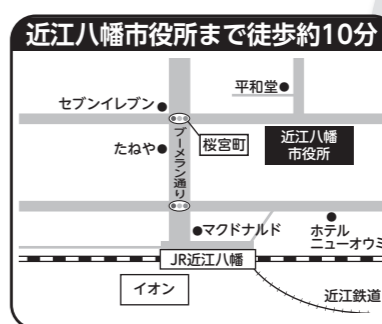 近江八幡市役所まで徒歩約10分
平和堂
セブンイレブン
たねや
桜宮町
近江八幡
市役所
ブーメラン通り
マクドナルド
ホテル
ニューオウミ
JR近江八幡
イオン
近江鉄道